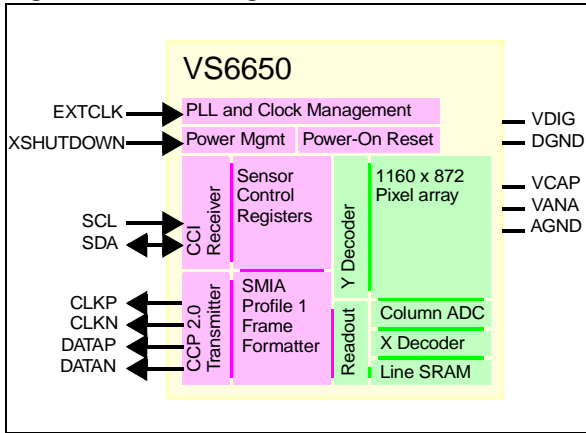 VS6650
EXTCLK
PLL and Clock Management
XSHUTDOWN
Power Mgmt
Power-On Reset
VDIG
DGND
VCAP
VANA
AGND
SCL
SDA
CCI
Receiver
Sensor
Control
Registers
Y Decoder
1160 x 872
Pixel array
CLKP
CLKN
DATAP
DATAN
CCP 2.0
Transmitter
SMIA
Profile 1
Frame
Formatter
Readout
Column ADC
X Decoder
Line SRAM